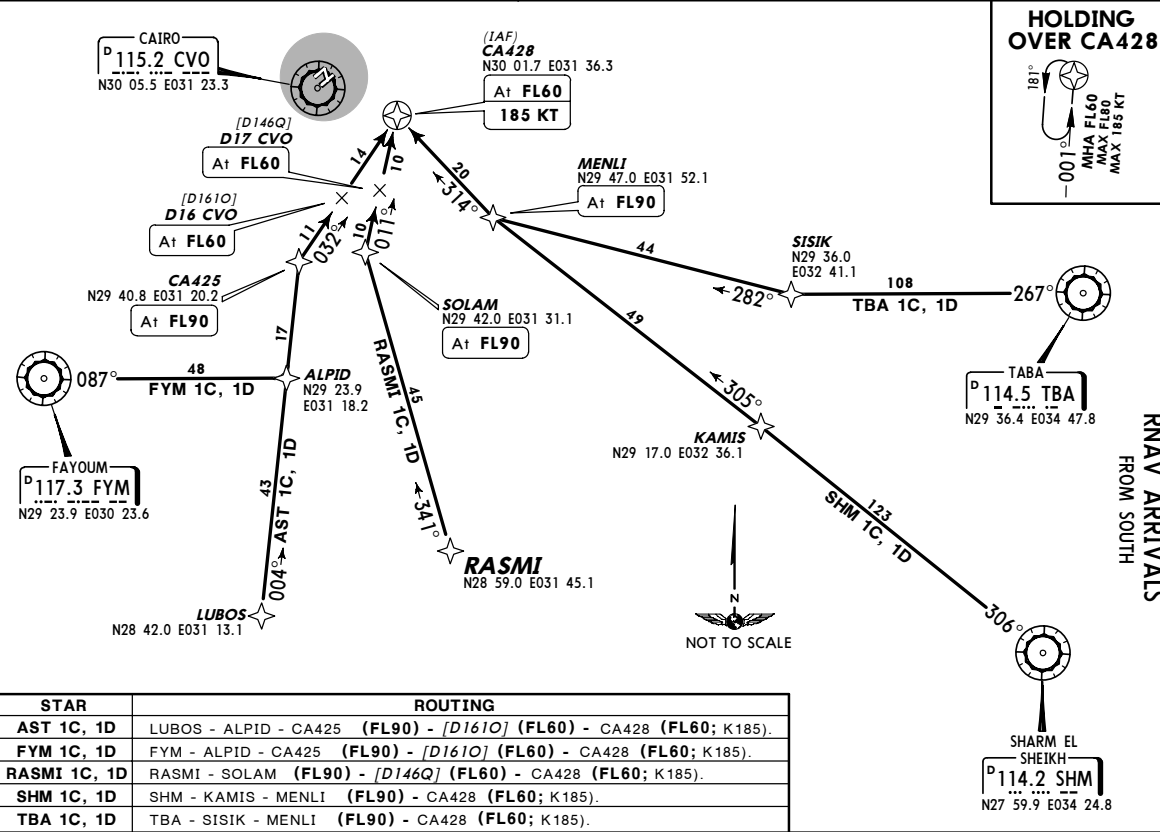 CAIRO
D 115.2 CVO
N30 05.5 E031 23.3
(IAF)
CA428
N30 01.7 E031 36.3
At FL60
185 KT
HOLDING
OVER CA428
181°
001°
MHA FL60
MAX FL80
MAX 185 KT
[D146Q]
D17 CVO
At FL60
[D161O]
D16 CVO
At FL60
14
10
20
314°
MENLI
N29 47.0 E031 52.1
At FL90
11
032°
10
011°
44
SISIK
N29 36.0
E032 41.1
282°
108
TBA 1C, 1D
267°
CA425
N29 40.8 E031 20.2
At FL90
SOLAM
N29 42.0 E031 31.1
At FL90
49
TABA
D 114.5 TBA
N29 36.4 E034 47.8
17
087°
48
FYM 1C, 1D
ALPID
N29 23.9
E031 18.2
RASMI 1C, 1D
45
305°
KAMIS
N29 17.0 E032 36.1
FAYOUM
D 117.3 FYM
N29 23.9 E030 23.6
43
AST 1C, 1D
004°
341°
123
SHM 1C, 1D
RNAV ARRIVALS
FROM SOUTH
RASMI
N28 59.0 E031 45.1
LUBOS
N28 42.0 E031 13.1
N
NOT TO SCALE
306°
SHARM EL
SHEIKH
D 114.2 SHM
N27 59.9 E034 24.8
STAR ROUTING
AST 1C, 1D LUBOS - ALPID - CA425 (FL90) - [D161O] (FL60) - CA428 (FL60; K185).
FYM 1C, 1D FYM - ALPID - CA425 (FL90) - [D161O] (FL60) - CA428 (FL60; K185).
RASMI 1C, 1D RASMI - SOLAM (FL90) - [D146Q] (FL60) - CA428 (FL60; K185).
SHM 1C, 1D SHM - KAMIS - MENLI (FL90) - CA428 (FL60; K185).
TBA 1C, 1D TBA - SISIK - MENLI (FL90) - CA428 (FL60; K185).